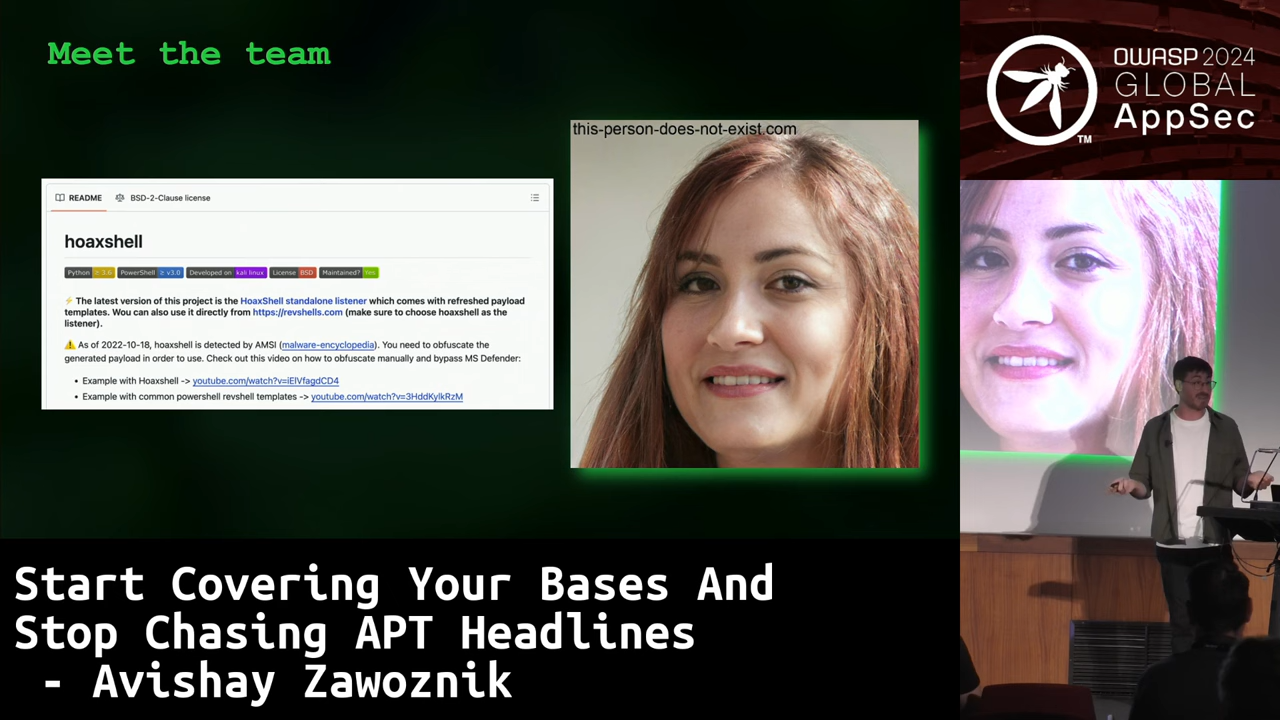 Meet the team
this-person-does-not-exist.com
README
BSD-2-Clause license
hoaxshell
Python ≥ 3.6 PowerShell ≥ v3.0 Developed on kali linux License BSD Maintained? Yes
⚡ The latest version of this project is the HoaxShell standalone listener which comes with refreshed payload
templates. Wou can also use it directly from https://revshells.com (make sure to choose hoaxshell as the
listener).
⚠️ As of 2022-10-18, hoaxshell is detected by AMSI (malware-encyclopedia). You need to obfuscate the
generated payload in order to use. Check out this video on how to obfuscate manually and bypass MS Defender:
• Example with Hoaxshell -> youtube.com/watch?v=iElVfagdCD4
• Example with common powershell revshell templates -> youtube.com/watch?v=3HddKylkRzM
OWASP 2024
GLOBAL
AppSec
TM
Start Covering Your Bases And
Stop Chasing APT Headlines
- Avishay Zawoznik